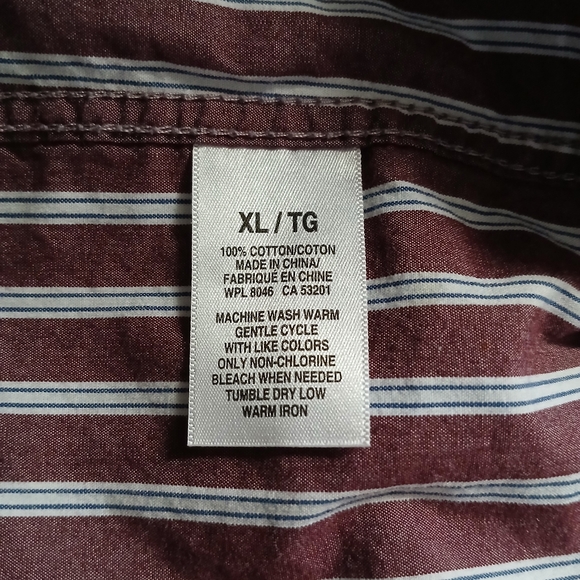 XL / TG
100% COTTON/COTON
MADE IN CHINA/
FABRIQUÉ EN CHINE
WPL 8046 CA 53201
MACHINE WASH WARM
GENTLE CYCLE
WITH LIKE COLORS
ONLY NON-CHLORINE
BLEACH WHEN NEEDED
TUMBLE DRY LOW
WARM IRON